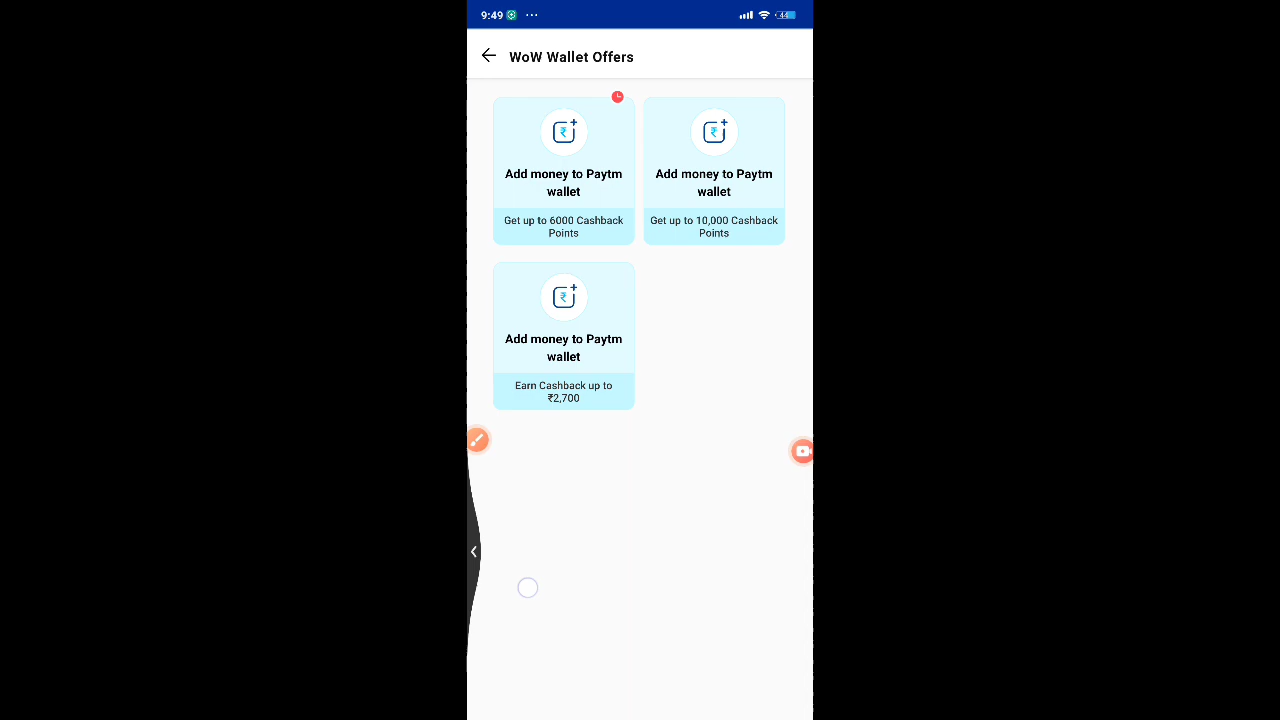 9:49
44
WoW Wallet Offers
Add money to Paytm
wallet
Get up to 6000 Cashback
Points
Add money to Paytm
wallet
Get up to 10,000 Cashback
Points
Add money to Paytm
wallet
Earn Cashback up to
₹2,700